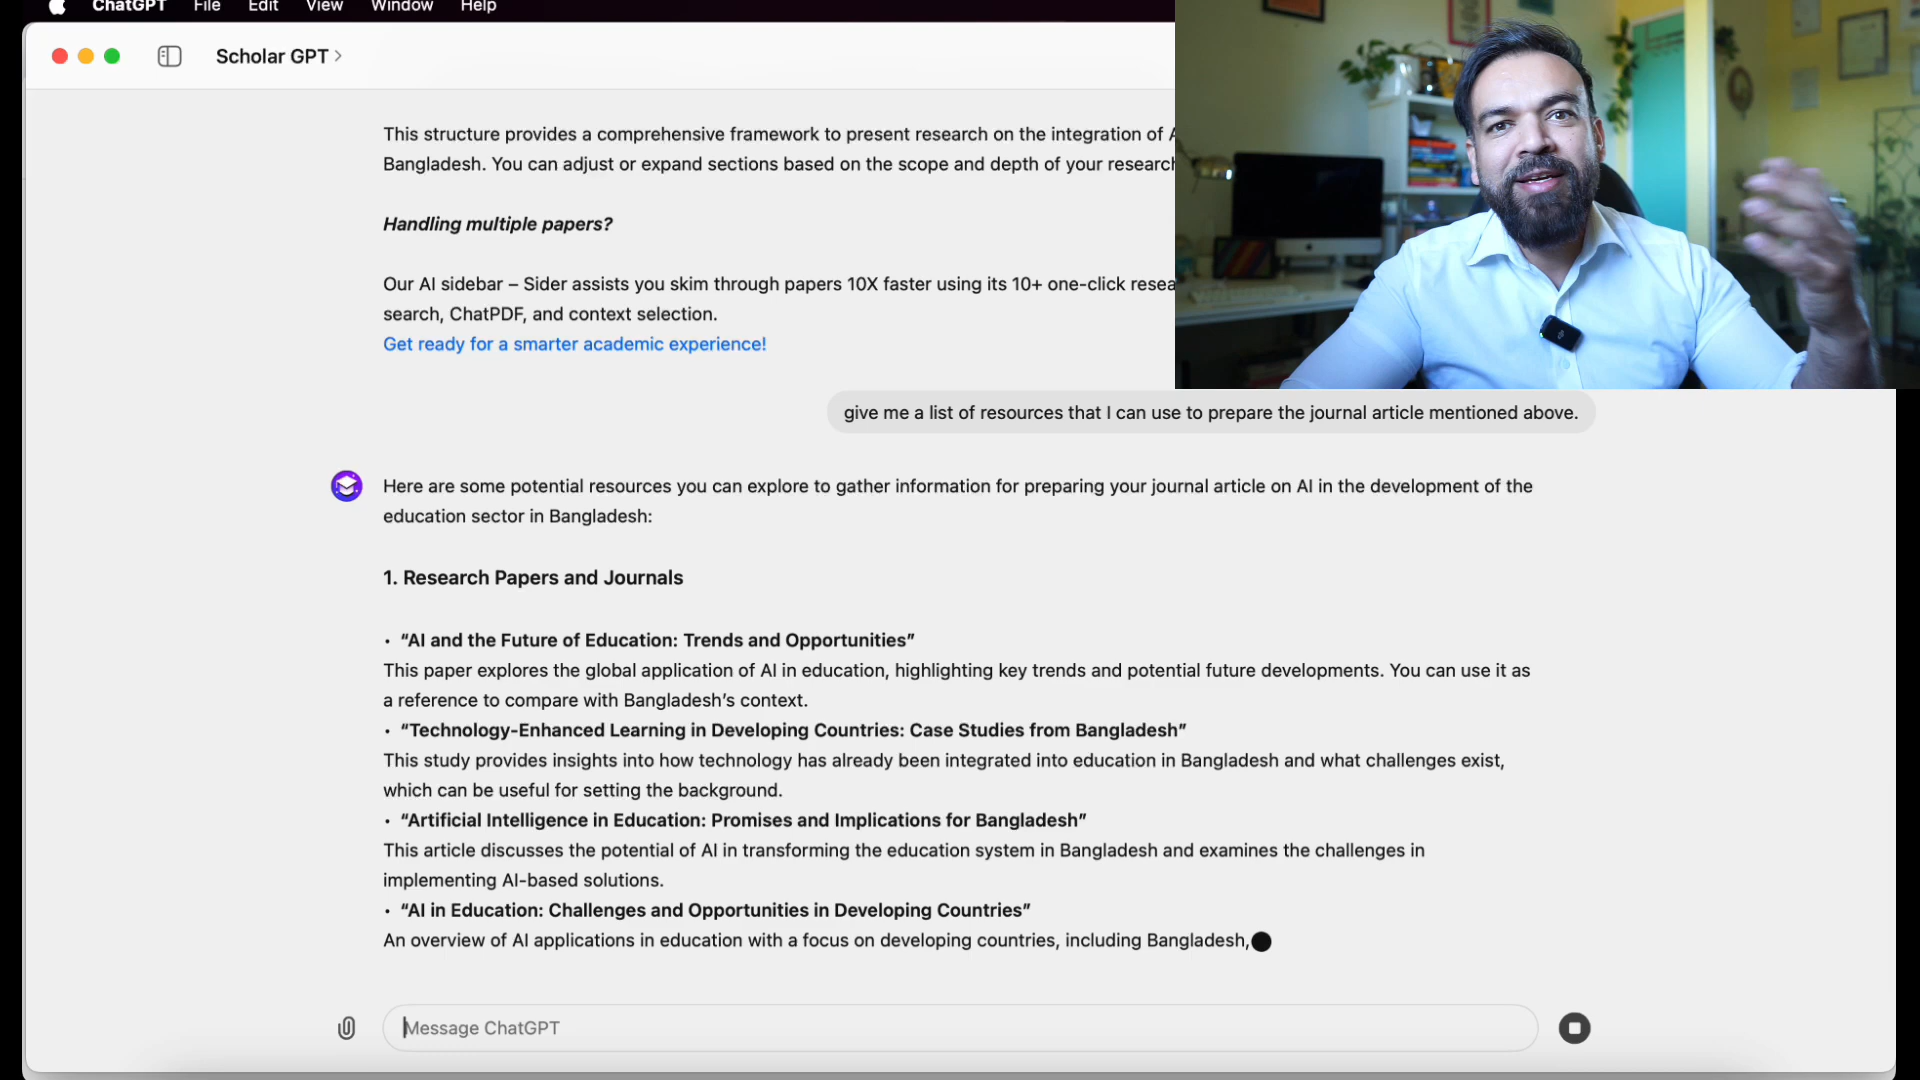 ChatGPT File Edit View Window Help
Scholar GPT
This structure provides a comprehensive framework to present research on the integration of
Bangladesh. You can adjust or expand sections based on the scope and depth of your research
Handling multiple papers?
Our AI sidebar – Sider assists you skim through papers 10X faster using its 10+ one-click
search, ChatPDF, and context selection.
Get ready for a smarter academic experience!
give me a list of resources that I can use to prepare the journal article mentioned above.
Here are some potential resources you can explore to gather information for preparing your journal article on AI in the development of the
education sector in Bangladesh:
1. Research Papers and Journals
• “AI and the Future of Education: Trends and Opportunities”
This paper explores the global application of AI in education, highlighting key trends and potential future developments. You can use it as
a reference to compare with Bangladesh’s context.
• “Technology-Enhanced Learning in Developing Countries: Case Studies from Bangladesh”
This study provides insights into how technology has already been integrated into education in Bangladesh and what challenges exist,
which can be useful for setting the background.
• “Artificial Intelligence in Education: Promises and Implications for Bangladesh”
This article discusses the potential of AI in transforming the education system in Bangladesh and examines the challenges in
implementing AI-based solutions.
• “AI in Education: Challenges and Opportunities in Developing Countries”
An overview of AI applications in education with a focus on developing countries, including Bangladesh,
Message ChatGPT